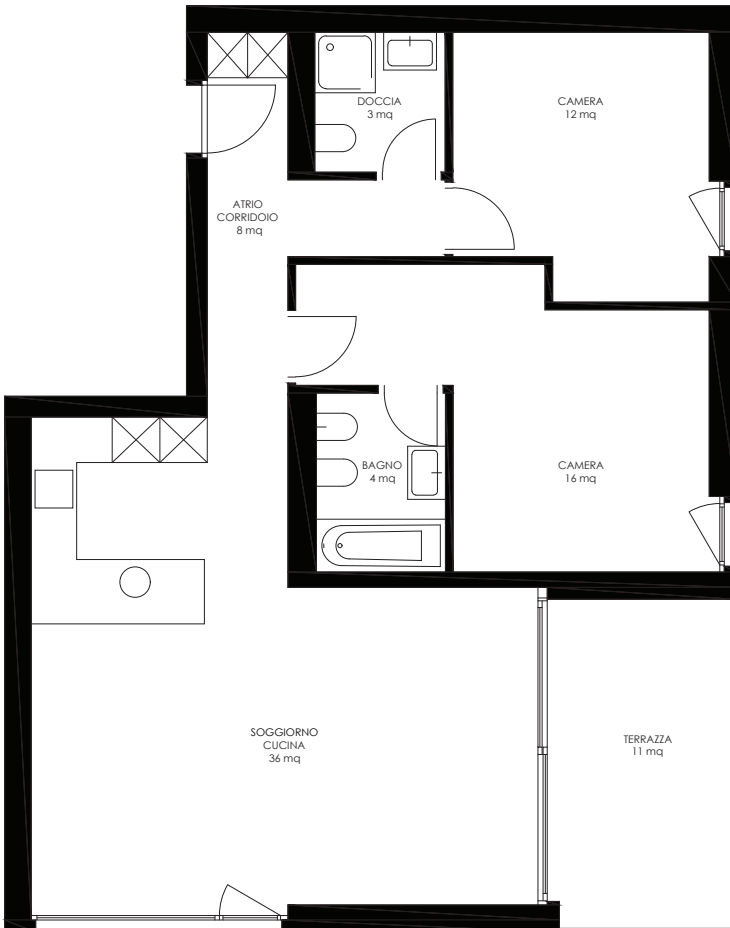 DOCCIA
3 mq
CAMERA
12 mq
ATRIO
CORRIDOIO
8 mq
BAGNO
4 mq
CAMERA
16 mq
SOGGIORNO
CUCINA
36 mq
TERRAZZA
11 mq